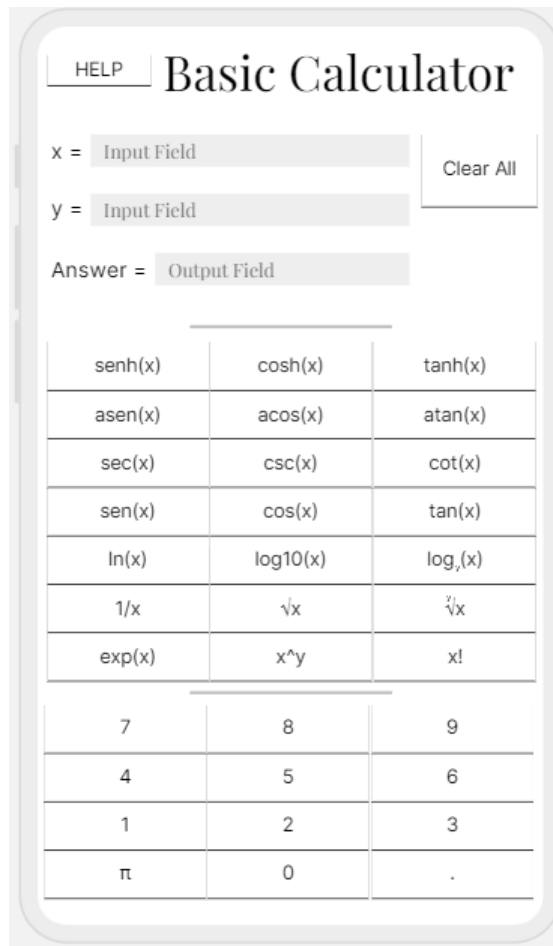 HELP Basic Calculator
x = Input Field
Clear All
y = Input Field
Answer = Output Field
senh(x) cosh(x) tanh(x)
asen(x) acos(x) atan(x)
sec(x) csc(x) cot(x)
sen(x) cos(x) tan(x)
ln(x) log10(x) logᵧ(x)
1/x √x ʸ√x
exp(x) x^y x!
7 8 9
4 5 6
1 2 3
π 0 .